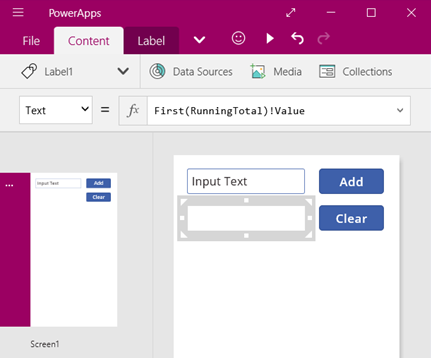 PowerApps
File Content Label
Label1 Data Sources Media Collections
Text = fx First(RunningTotal)!Value
Input Text Add
Clear
Input Text Add
Clear
Screen1